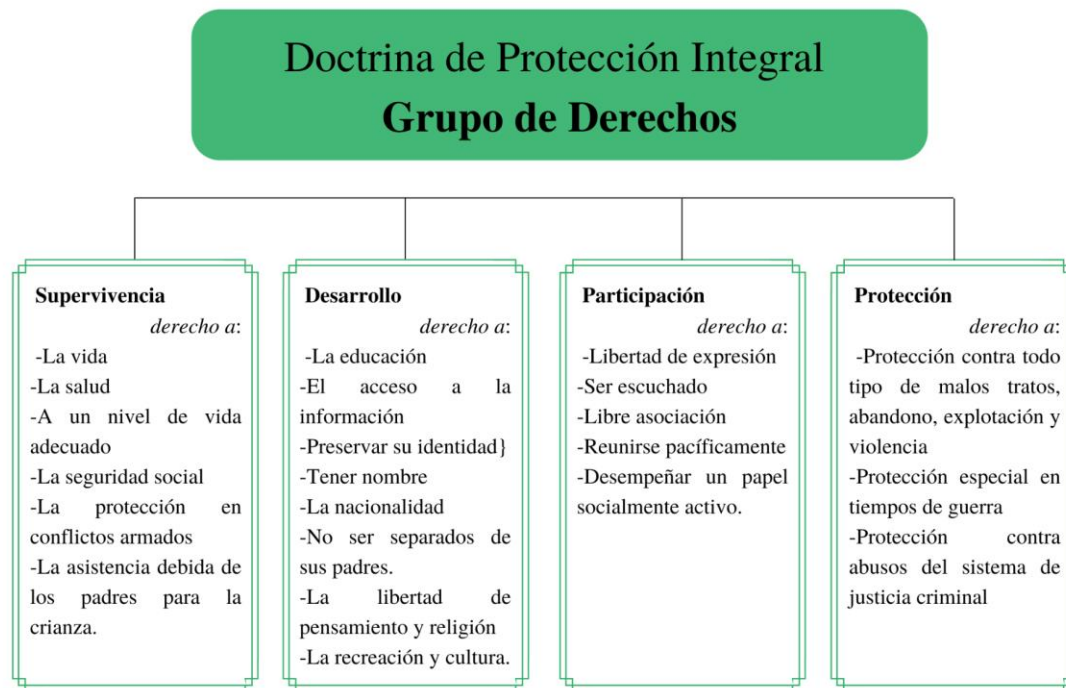 Doctrina de Protección Integral
Grupo de Derechos
Supervivencia
derecho a:
-La vida
-La salud
-A un nivel de vida
adecuado
-La seguridad social
-La protección en
conflictos armados
-La asistencia debida de
los padres para la
crianza.
Desarrollo
derecho a:
-La educación
-El acceso a la
información
-Preservar su identidad}
-Tener nombre
-La nacionalidad
-No ser separados de
sus padres.
-La libertad de
pensamiento y religión
-La recreación y cultura.
Participación
derecho a:
-Libertad de expresión
-Ser escuchado
-Libre asociación
-Reunirse pacíficamente
-Desempeñar un papel
socialmente activo.
Protección
derecho a:
-Protección contra todo
tipo de malos tratos,
abandono, explotación y
violencia
-Protección especial en
tiempos de guerra
-Protección contra
abusos del sistema de
justicia criminal